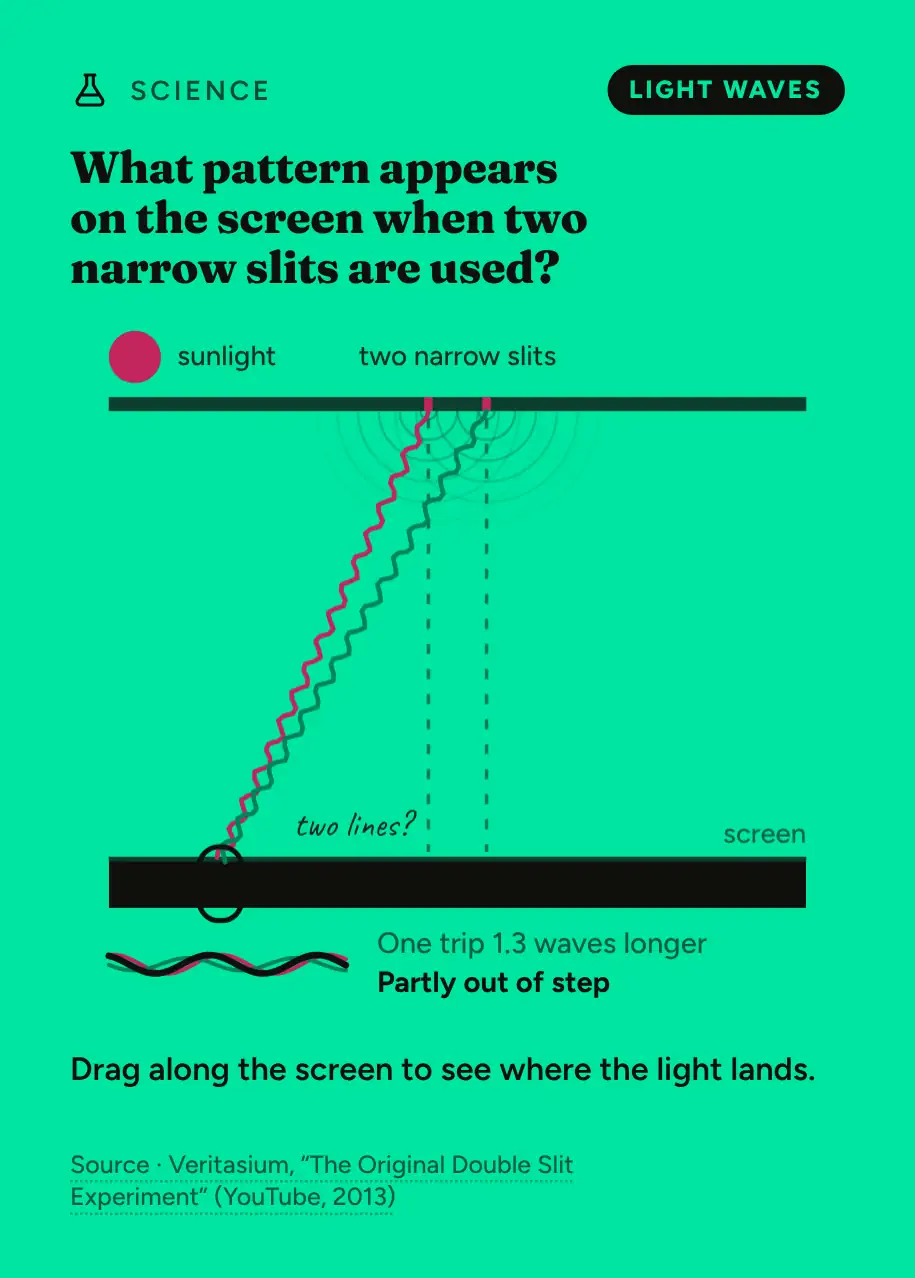 SCIENCE
LIGHT WAVES
What pattern appears
on the screen when two
narrow slits are used?
sunlight
two narrow slits
two lines?
screen
One trip 1.3 waves longer
Partly out of step
Drag along the screen to see where the light lands.
Source · Veritasium, “The Original Double Slit
Experiment” (YouTube, 2013)